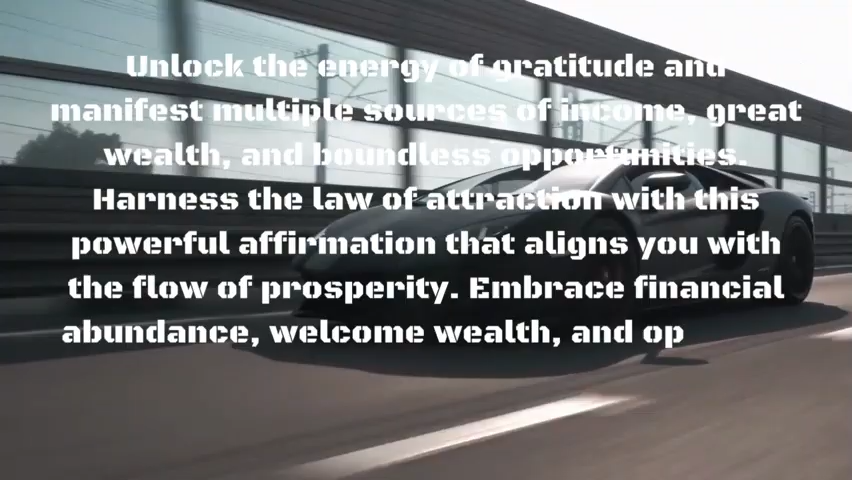 Unlock the energy of gratitude and
manifest multiple sources of income, great
wealth, and boundless opportunities.
Harness the law of attraction with this
powerful affirmation that aligns you with
the flow of prosperity. Embrace financial
abundance, welcome wealth, and op